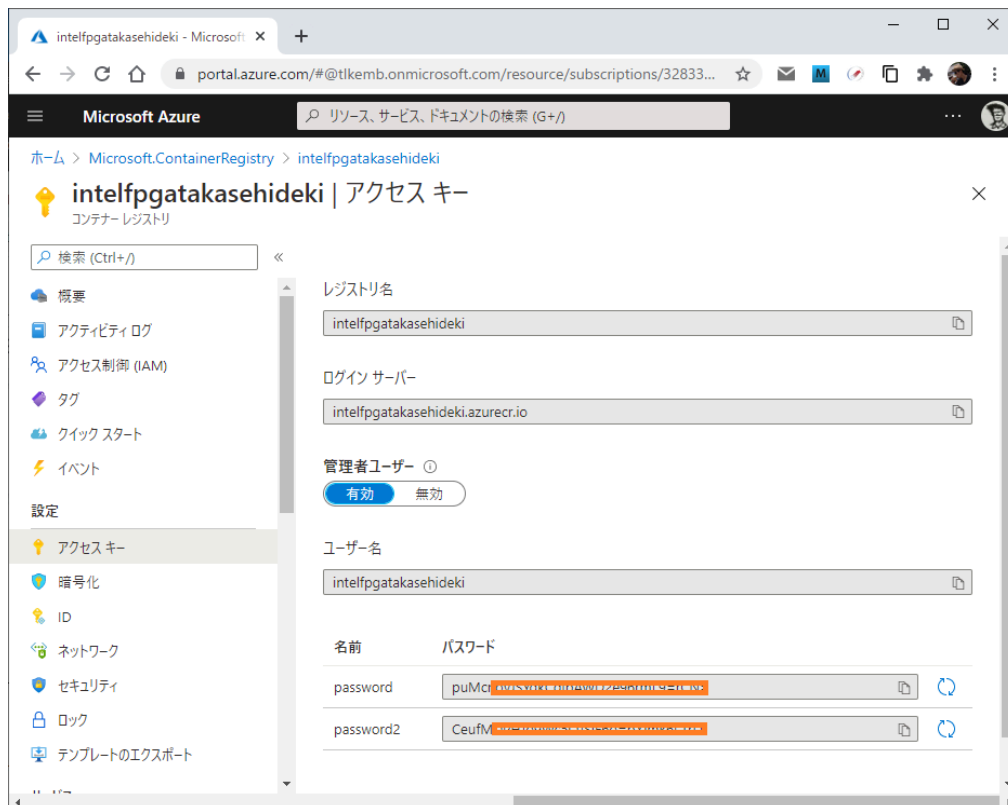 intelfpgatakasehideki - Microsoft
portal.azure.com/#@tlkemb.onmicrosoft.com/resource/subscriptions/32833...
Microsoft Azure
リソース、サービス、ドキュメントの検索 (G+/)
ホーム > Microsoft.ContainerRegistry > intelfpgatakasehideki
intelfpgatakasehideki | アクセス キー
コンテナー レジストリ
検索 (Ctrl+/)
概要
アクティビティ ログ
アクセス制御 (IAM)
タグ
クイック スタート
イベント
設定
アクセス キー
暗号化
ID
ネットワーク
セキュリティ
ロック
テンプレートのエクスポート
レジストリ名
intelfpgatakasehideki
ログイン サーバー
intelfpgatakasehideki.azurecr.io
管理者ユーザー
有効 無効
ユーザー名
intelfpgatakasehideki
名前 パスワード
password puMcr
password2 CeufM